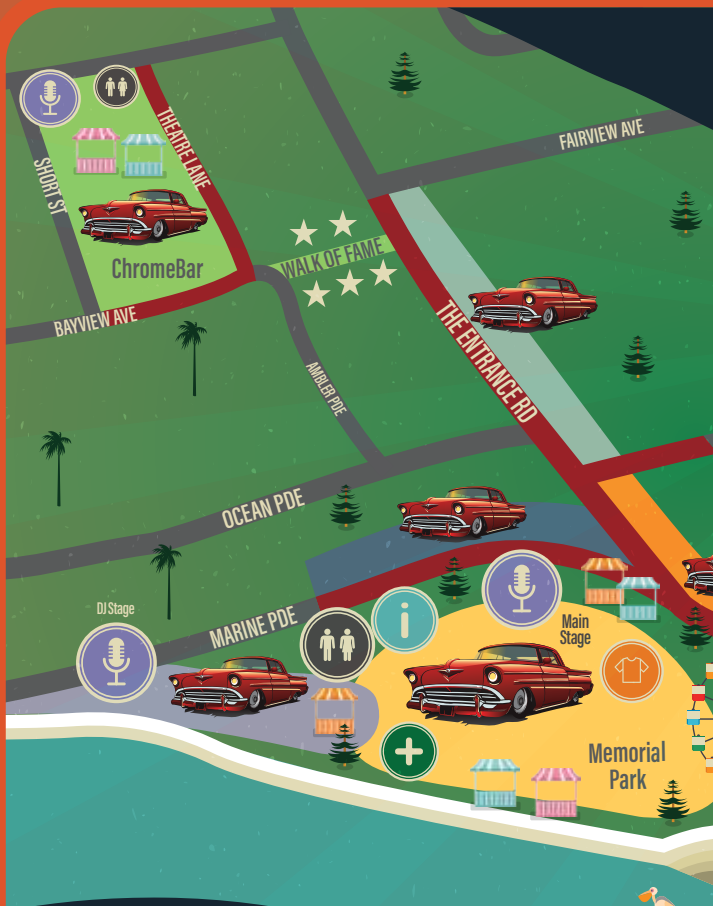 FAIRVIEW AVE
THEATRE LANE
SHORT ST
ChromeBar
WALK OF FAME
BAYVIEW AVE
THE ENTRANCE RD
AMBLER PDE
OCEAN PDE
DJ Stage
MARINE PDE
i
Main
Stage
Memorial
Park